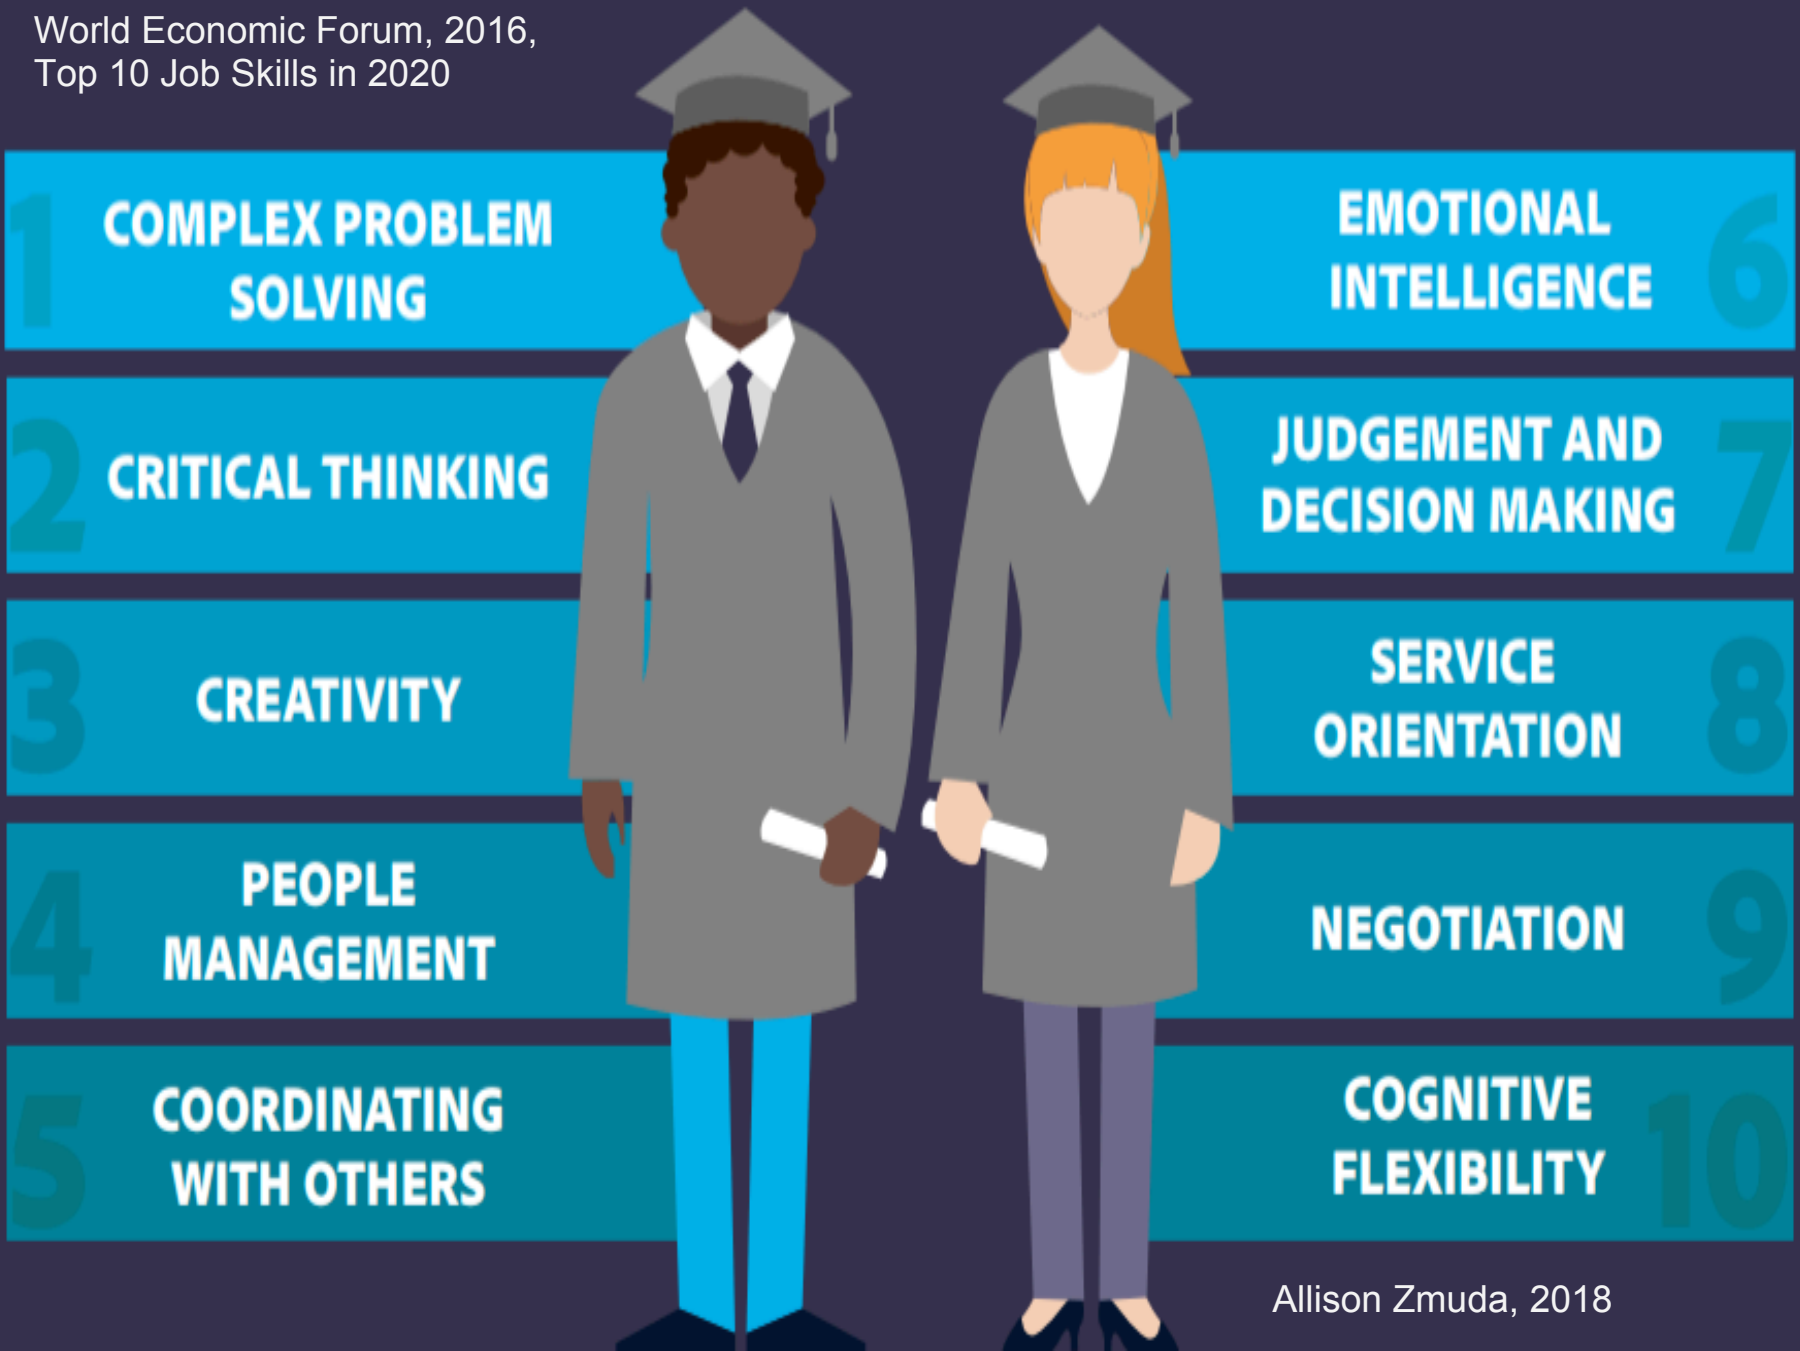 World Economic Forum, 2016,
Top 10 Job Skills in 2020
1
COMPLEX PROBLEM
SOLVING
2
CRITICAL THINKING
3
CREATIVITY
4
PEOPLE
MANAGEMENT
5
COORDINATING
WITH OTHERS
6
EMOTIONAL
INTELLIGENCE
7
JUDGEMENT AND
DECISION MAKING
8
SERVICE
ORIENTATION
9
NEGOTIATION
10
COGNITIVE
FLEXIBILITY
Allison Zmuda, 2018